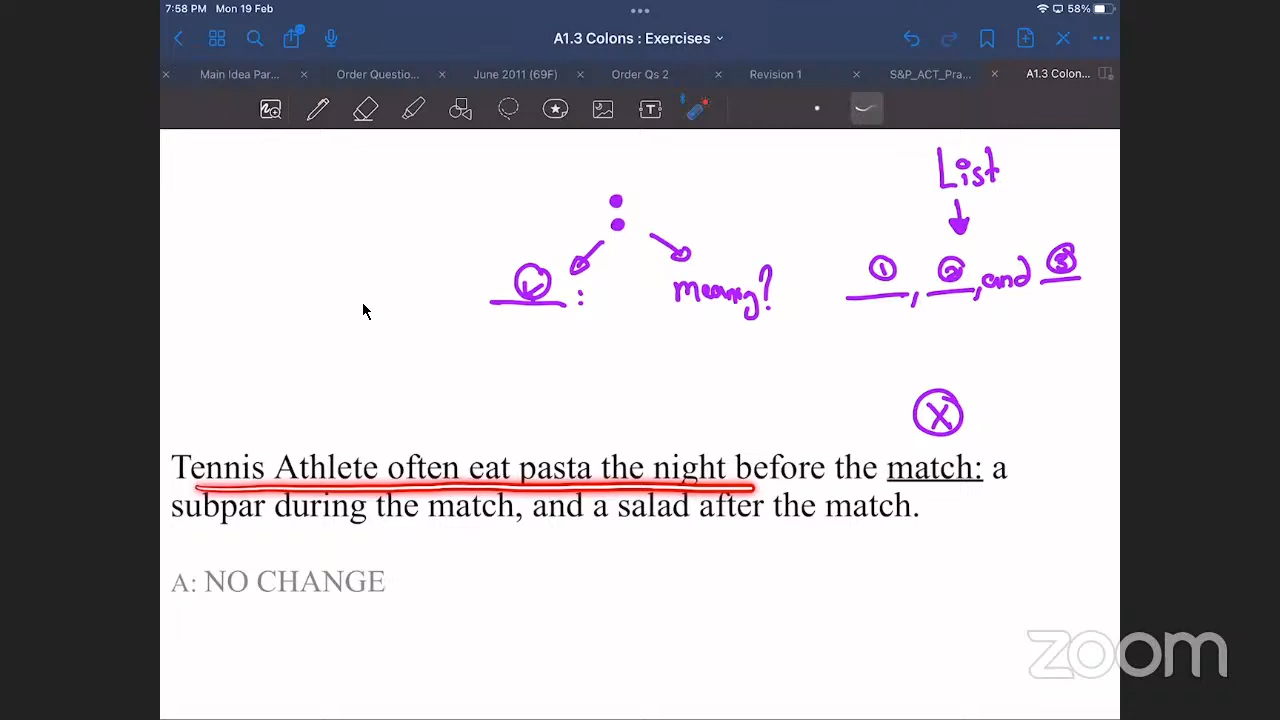 7:58 PM Mon 19 Feb
58%
A1.3 Colons : Exercises
Main Idea Par...
Order Questio...
June 2011 (69F)
Order Qs 2
Revision 1
S&P_ACT_Pra...
A1.3 Colon...
List
:
:
meaning?
1, 2, and 3
X
Tennis Athlete often eat pasta the night before the match: a
subpar during the match, and a salad after the match.
A: NO CHANGE
zoom